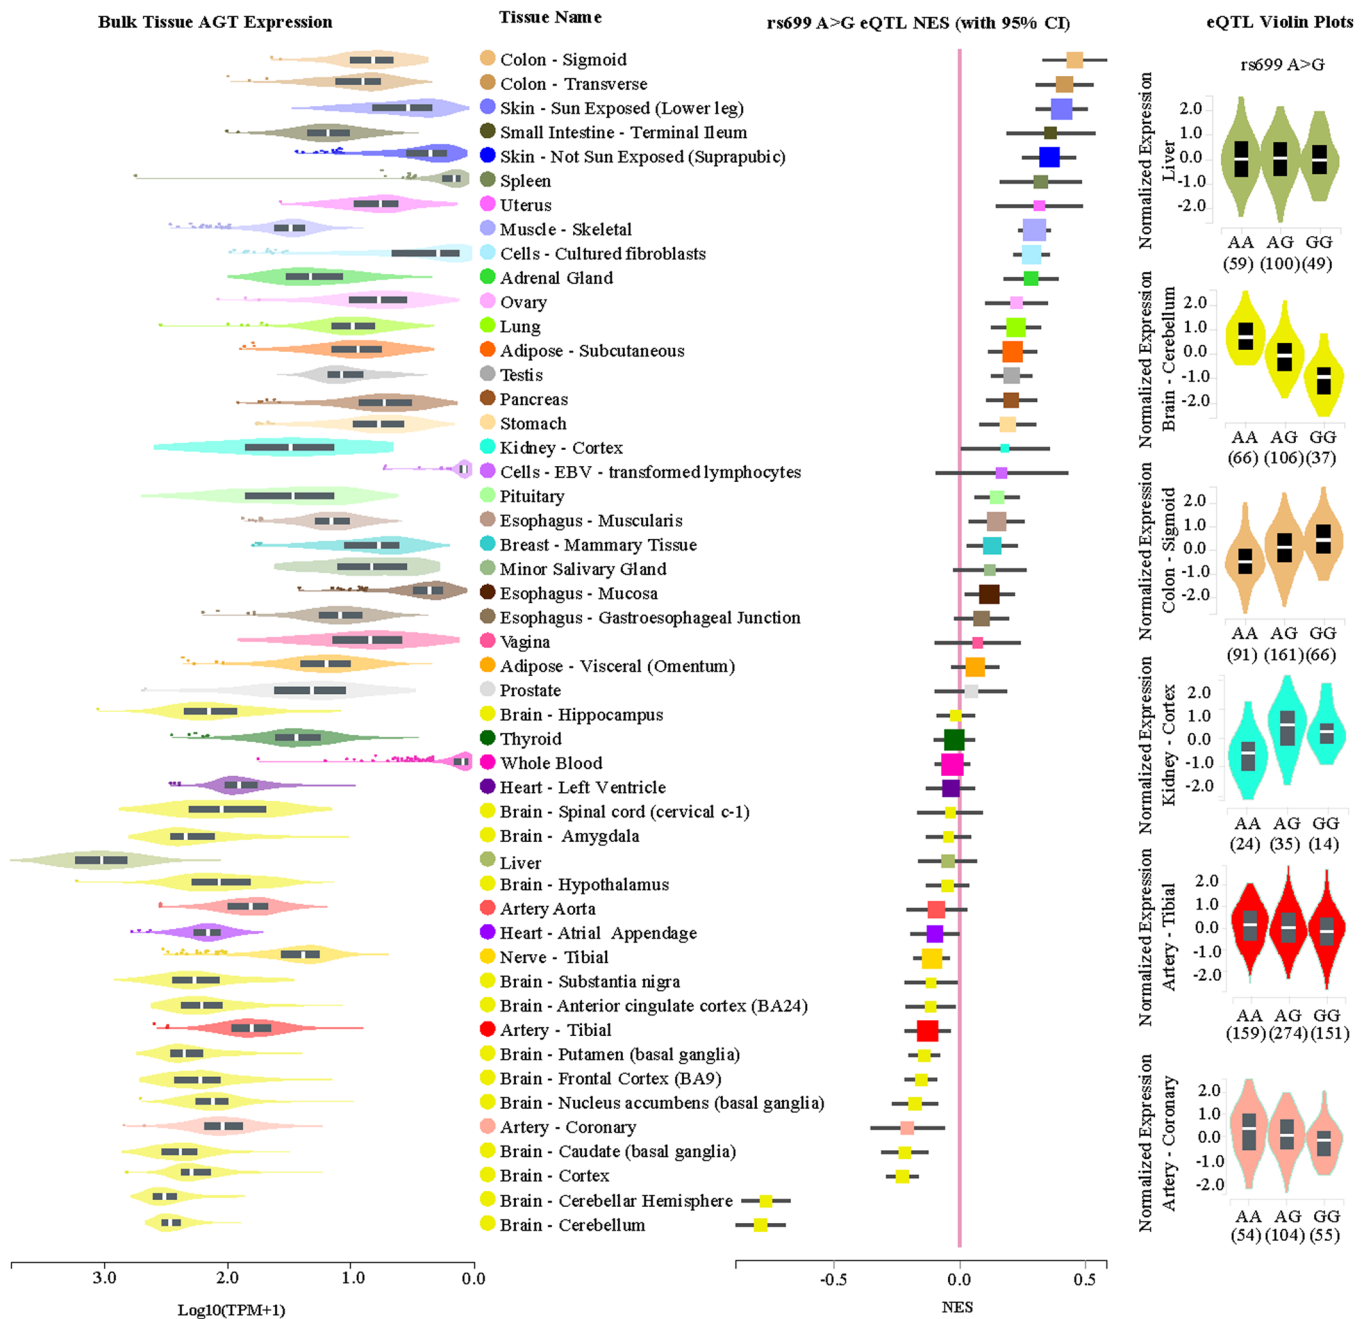 Bulk Tissue AGT Expression
Tissue Name
rs699 A>G eQTL NES (with 95% CI)
eQTL Violin Plots
Colon - Sigmoid
Colon - Transverse
Skin - Sun Exposed (Lower leg)
Small Intestine - Terminal Ileum
Skin - Not Sun Exposed (Suprapubic)
Spleen
Uterus
Muscle - Skeletal
Cells - Cultured fibroblasts
Adrenal Gland
Ovary
Lung
Adipose - Subcutaneous
Testis
Pancreas
Stomach
Kidney - Cortex
Cells - EBV - transformed lymphocytes
Pituitary
Esophagus - Muscularis
Breast - Mammary Tissue
Minor Salivary Gland
Esophagus - Mucosa
Esophagus - Gastroesophageal Junction
Vagina
Adipose - Visceral (Omentum)
Prostate
Brain - Hippocampus
Thyroid
Whole Blood
Heart - Left Ventricle
Brain - Spinal cord (cervical c-1)
Brain - Amygdala
Liver
Brain - Hypothalamus
Artery Aorta
Heart - Atrial Appendage
Nerve - Tibial
Brain - Substantia nigra
Brain - Anterior cingulate cortex (BA24)
Artery - Tibial
Brain - Putamen (basal ganglia)
Brain - Frontal Cortex (BA9)
Brain - Nucleus accumbens (basal ganglia)
Artery - Coronary
Brain - Caudate (basal ganglia)
Brain - Cortex
Brain - Cerebellar Hemisphere
Brain - Cerebellum
3.0 2.0 1.0 0.0
Log10(TPM+1)
-0.5 0.0 0.5
NES
rs699 A>G
Normalized Expression
Liver
2.0
1.0
0.0
-1.0
-2.0
AA AG GG
(59) (100) (49)
Normalized Expression
Brain - Cerebellum
2.0
1.0
0.0
-1.0
-2.0
AA AG GG
(66) (106) (37)
Normalized Expression
Colon - Sigmoid
2.0
1.0
0.0
-1.0
-2.0
AA AG GG
(91) (161) (66)
Normalized Expression
Kidney - Cortex
2.0
1.0
0.0
-1.0
-2.0
AA AG GG
(24) (35) (14)
Normalized Expression
Artery - Tibial
2.0
1.0
0.0
-1.0
-2.0
AA AG GG
(159) (274) (151)
Normalized Expression
Artery - Coronary
2.0
1.0
0.0
-1.0
-2.0
AA AG GG
(54) (104) (55)